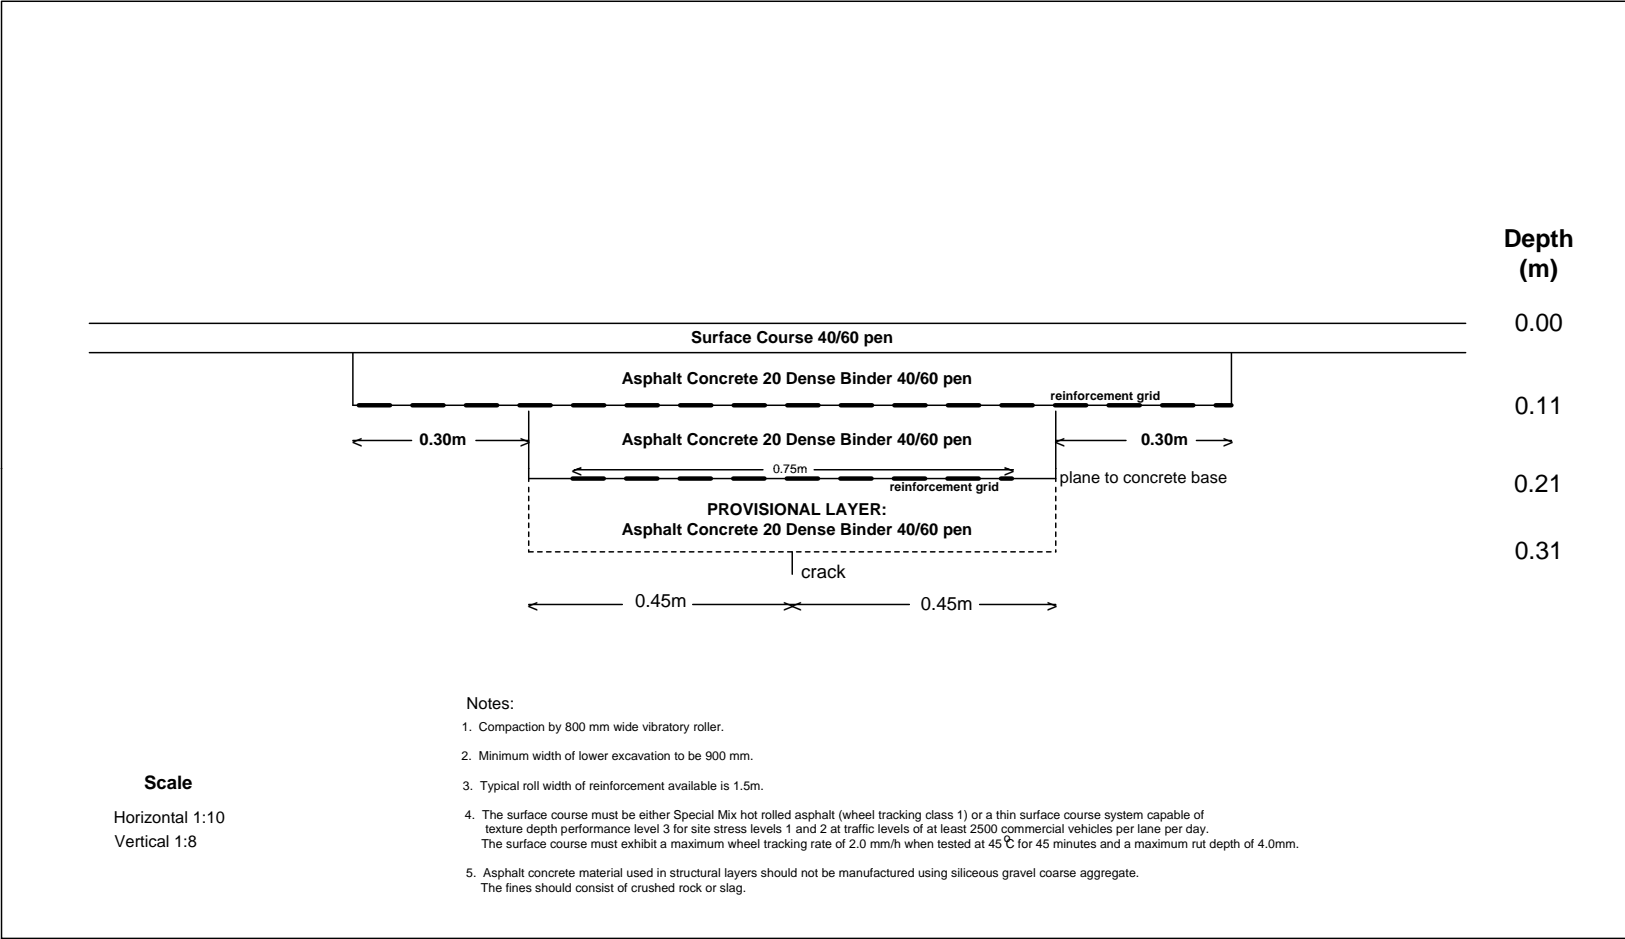 Depth
(m)
0.00
Surface Course 40/60 pen
Asphalt Concrete 20 Dense Binder 40/60 pen
reinforcement grid
0.11
0.30m
Asphalt Concrete 20 Dense Binder 40/60 pen
0.30m
0.75m
plane to concrete base
reinforcement grid
0.21
PROVISIONAL LAYER:
Asphalt Concrete 20 Dense Binder 40/60 pen
0.31
crack
0.45m
0.45m
Notes:
1. Compaction by 800 mm wide vibratory roller.
2. Minimum width of lower excavation to be 900 mm.
3. Typical roll width of reinforcement available is 1.5m.
4. The surface course must be either Special Mix hot rolled asphalt (wheel tracking class 1) or a thin surface course system capable of
texture depth performance level 3 for site stress levels 1 and 2 at traffic levels of at least 2500 commercial vehicles per lane per day.
The surface course must exhibit a maximum wheel tracking rate of 2.0 mm/h when tested at 45 °C for 45 minutes and a maximum rut depth of 4.0mm.
5. Asphalt concrete material used in structural layers should not be manufactured using siliceous gravel coarse aggregate.
The fines should consist of crushed rock or slag.
Scale
Horizontal 1:10
Vertical 1:8